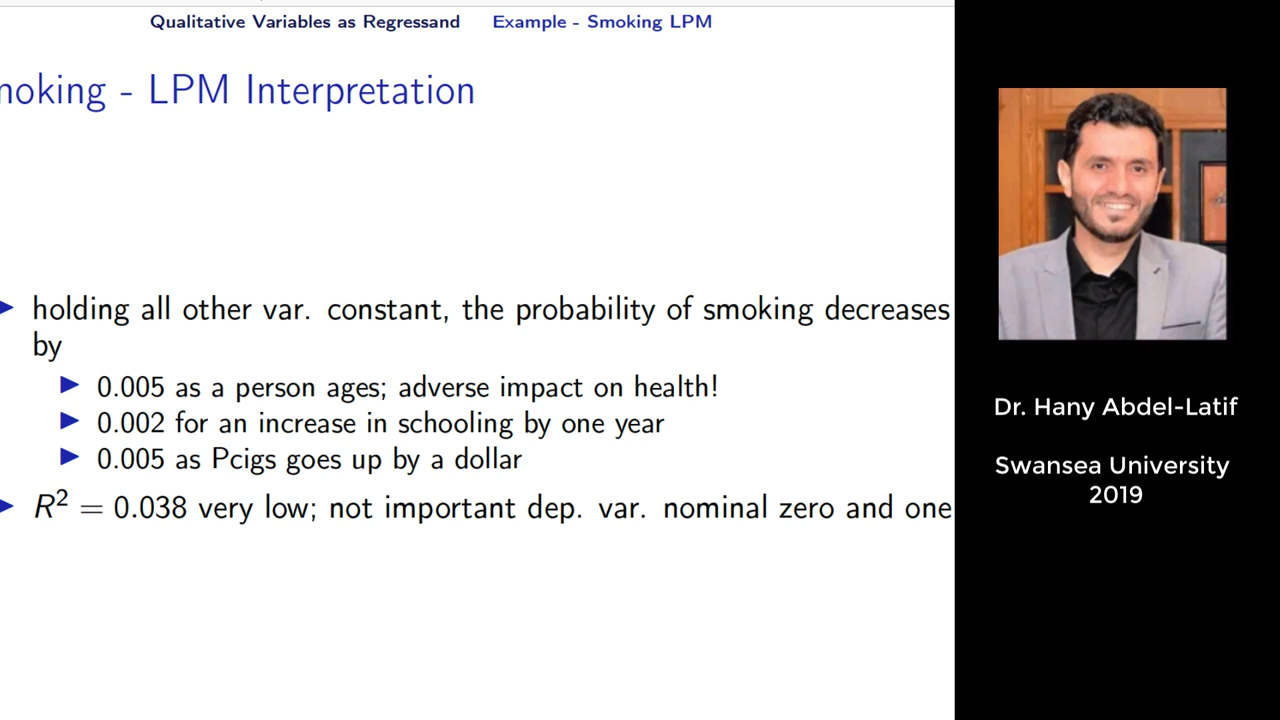 Qualitative Variables as Regressand Example - Smoking LPM
moking - LPM Interpretation
holding all other var. constant, the probability of smoking decreases
by
0.005 as a person ages; adverse impact on health!
0.002 for an increase in schooling by one year
0.005 as Pcigs goes up by a dollar
R² = 0.038 very low; not important dep. var. nominal zero and one
Dr. Hany Abdel-Latif
Swansea University
2019